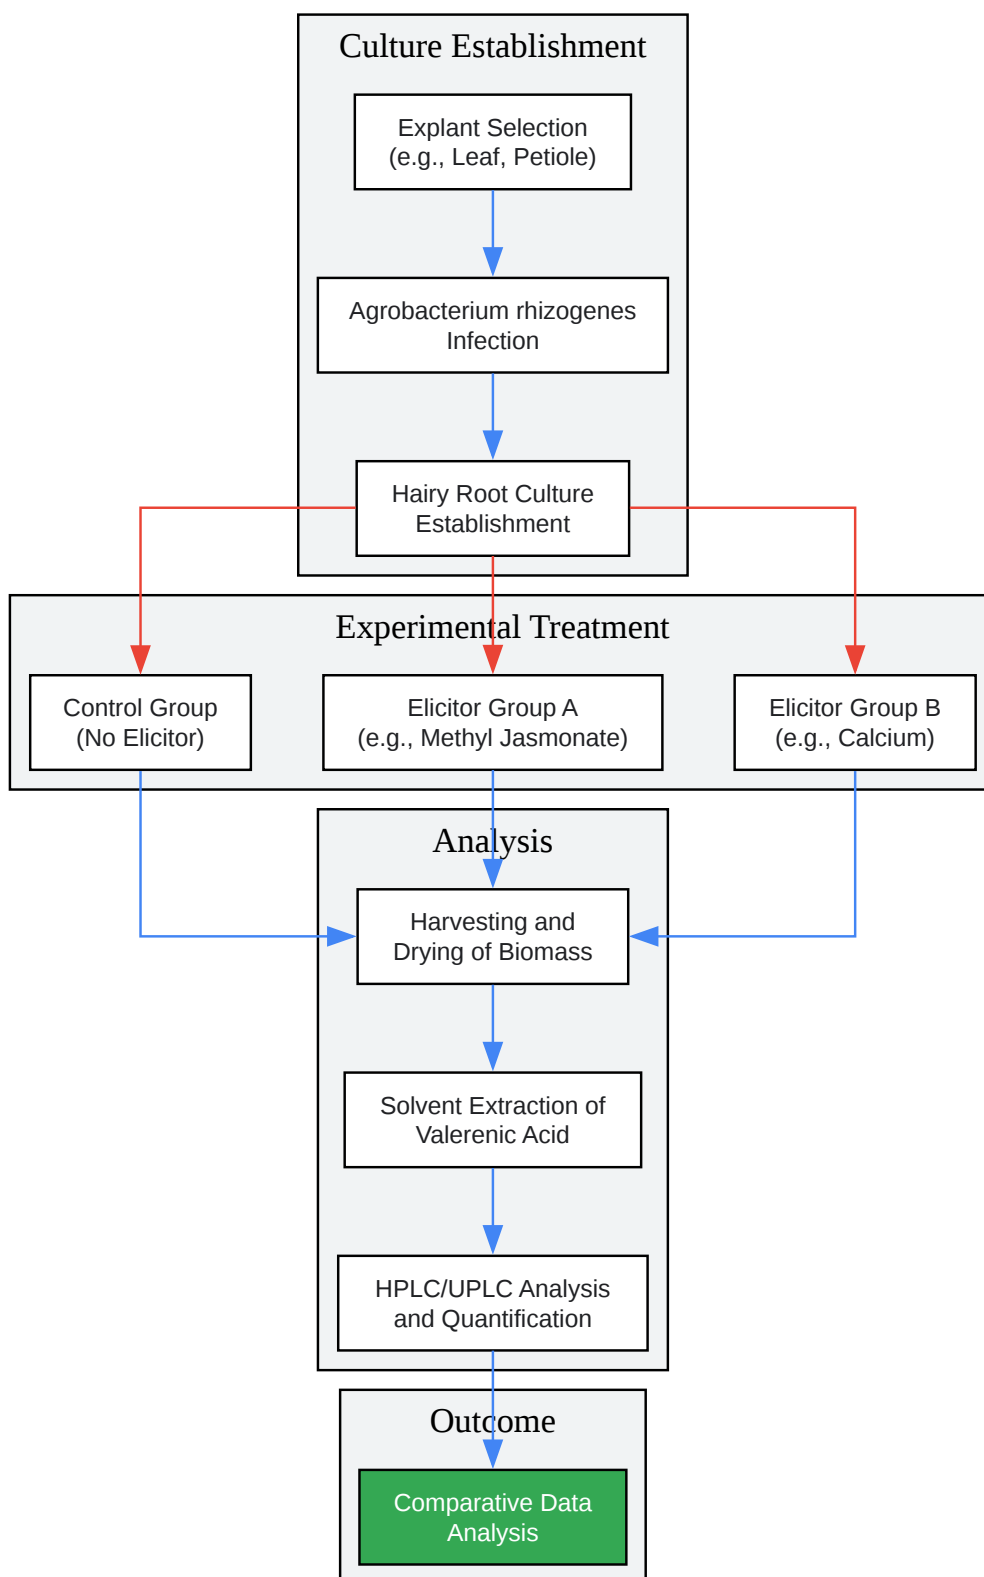 Culture Establishment
Explant Selection
(e.g., Leaf, Petiole)
Agrobacterium rhizogenes
Infection
Hairy Root Culture
Establishment
Experimental Treatment
Control Group
(No Elicitor)
Elicitor Group A
(e.g., Methyl Jasmonate)
Elicitor Group B
(e.g., Calcium)
Analysis
Harvesting and
Drying of Biomass
Solvent Extraction of
Valerenic Acid
HPLC/UPLC Analysis
and Quantification
Outcome
Comparative Data
Analysis